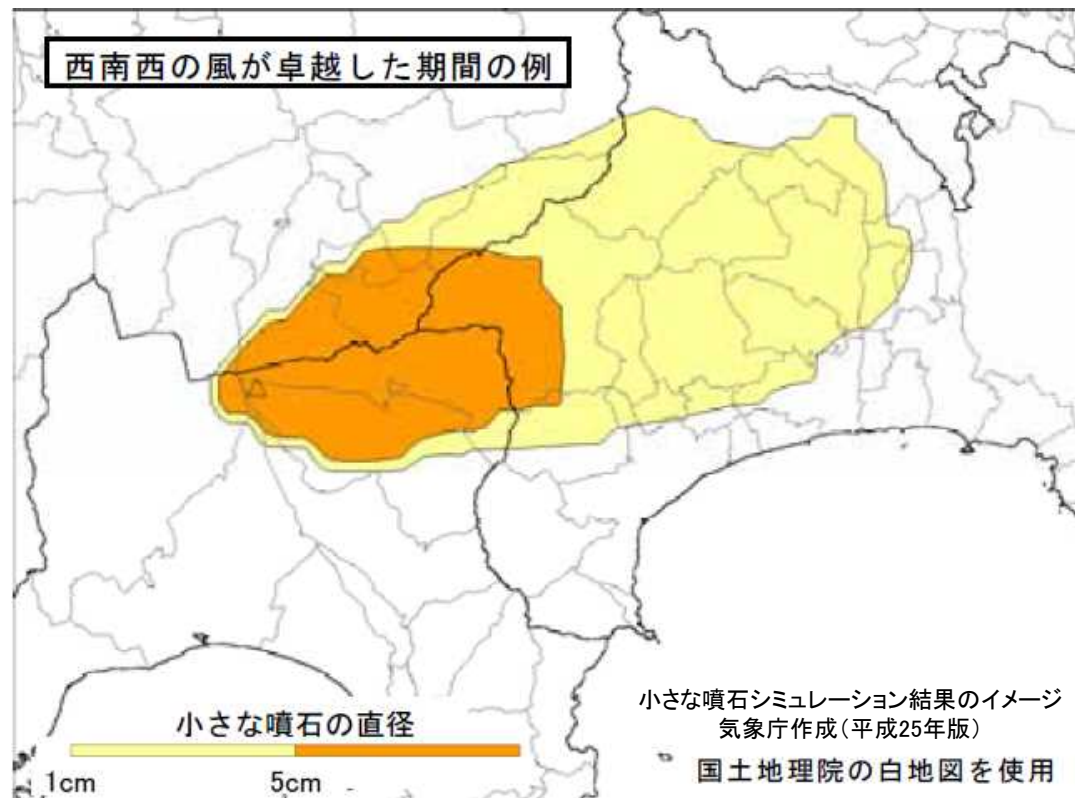 西南西の風が卓越した期間の例
小さな噴石の直径
1cm
5cm
小さな噴石シミュレーション結果のイメージ
気象庁作成(平成25年版)
国土地理院の白地図を使用